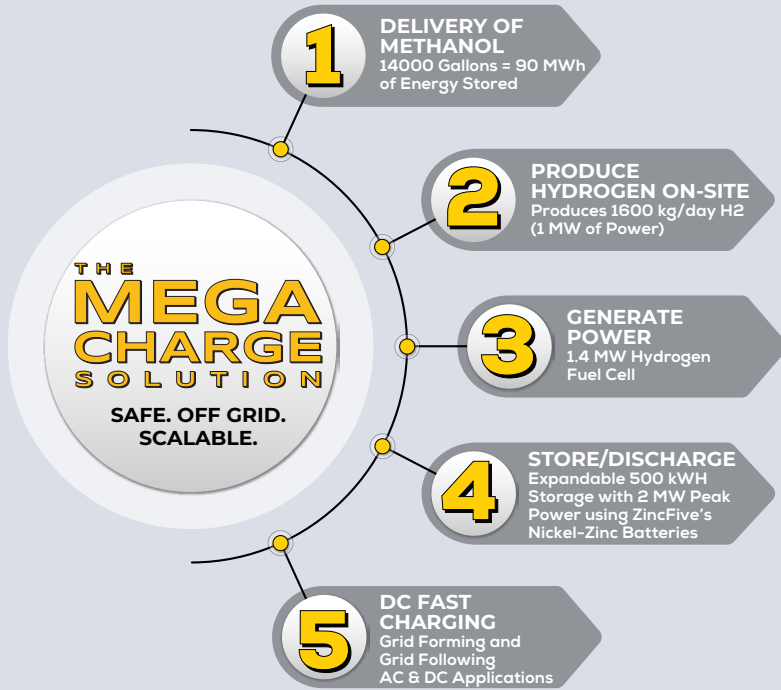 1
DELIVERY OF
METHANOL
14000 Gallons = 90 MWh
of Energy Stored
2
PRODUCE
HYDROGEN ON-SITE
Produces 1600 kg/day H2
(1 MW of Power)
THE
MEGA
CHARGE
SOLUTION
SAFE. OFF GRID.
SCALABLE.
3
GENERATE
POWER
1.4 MW Hydrogen
Fuel Cell
4
STORE/DISCHARGE
Expandable 500 kWH
Storage with 2 MW Peak
Power using ZincFive's
Nickel-Zinc Batteries
5
DC FAST
CHARGING
Grid Forming and
Grid Following
AC & DC Applications